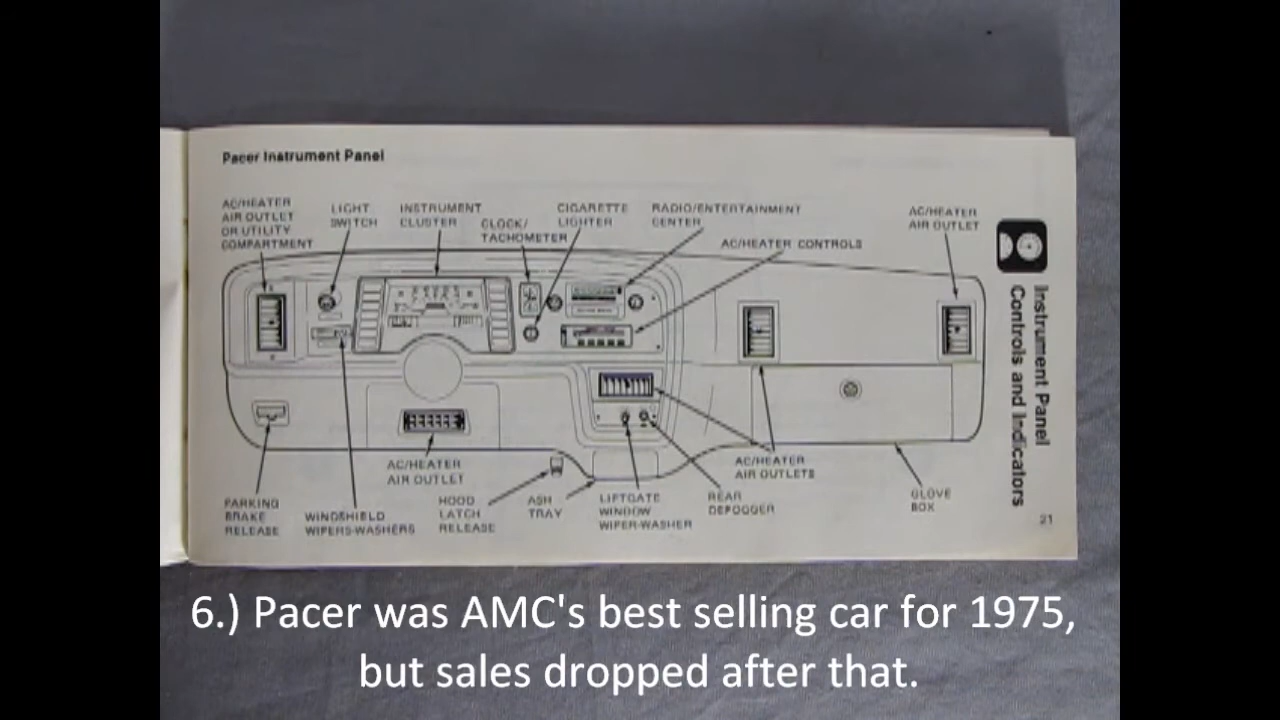 Pacer Instrument Panel
AC/HEATER
AIR OUTLET
OR UTILITY
COMPARTMENT
LIGHT
SWITCH
INSTRUMENT
CLUSTER
CLOCK/
TACHOMETER
CIGARETTE
LIGHTER
RADIO/ENTERTAINMENT
CENTER
AC/HEATER CONTROLS
AC/HEATER
AIR OUTLET
Instrument Panel
Controls and Indicators
PARKING
BRAKE
RELEASE
WINDSHIELD
WIPERS-WASHERS
AC/HEATER
AIR OUTLET
HOOD
LATCH
RELEASE
ASH
TRAY
LIFTGATE
WINDOW
WIPER-WASHER
REAR
DEFOGGER
AC/HEATER
AIR OUTLETS
GLOVE
BOX
21
6.) Pacer was AMC's best selling car for 1975,
but sales dropped after that.